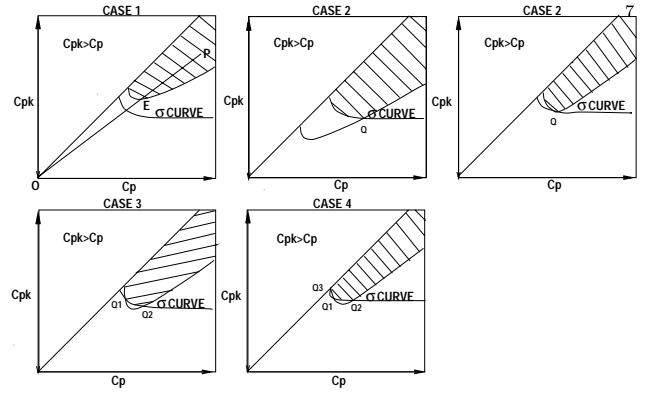 CASE 1
Cpk>Cp
P
E
σ CURVE
Cpk
O
Cp
CASE 2
Cpk>Cp
σ CURVE
Q
Cp
CASE 2
7
Cpk>Cp
σ CURVE
Q
Cp
CASE 3
Cpk>Cp
Cpk
Q1
Q2
σ CURVE
Cp
CASE 4
Cpk>Cp
Cpk
Q3
Q1
Q2
σ CURVE
Cp